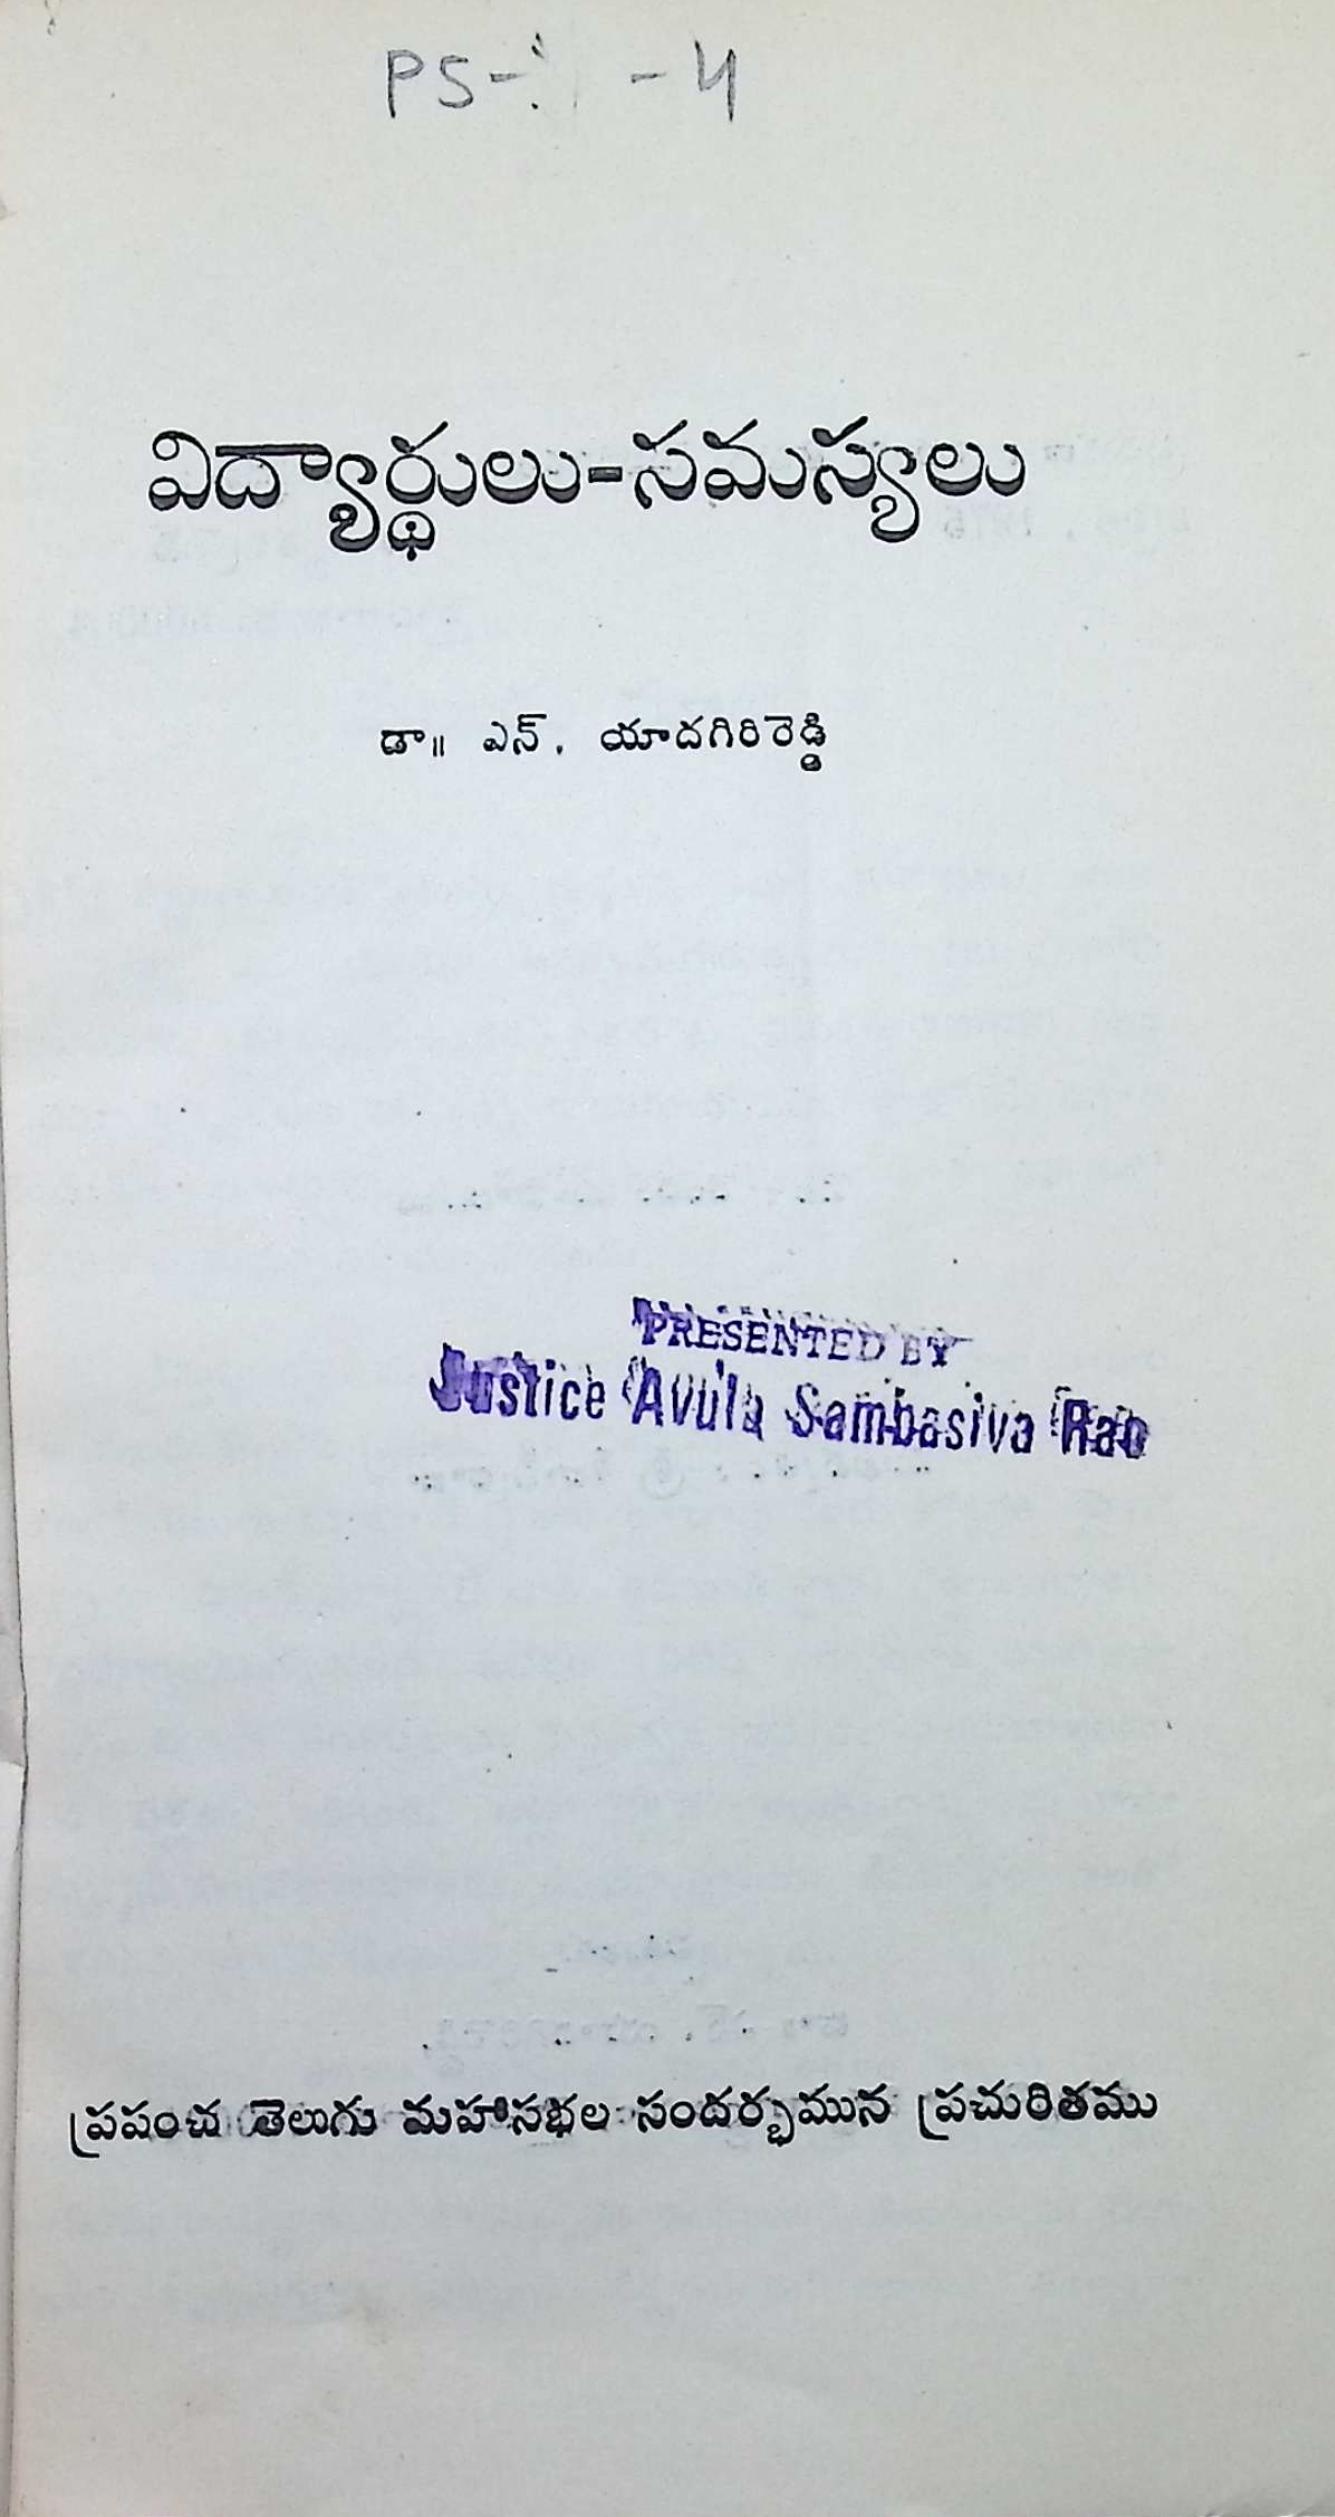 PS- -4
విద్యార్థులు-సమస్యలు
డా॥ ఎన్. యాదగిరిరెడ్డి
PRESENTED BY
Justice Avula Sambasiva Rao
ప్రపంచ తెలుగు మహాసభల సందర్భమున ప్రచురితము